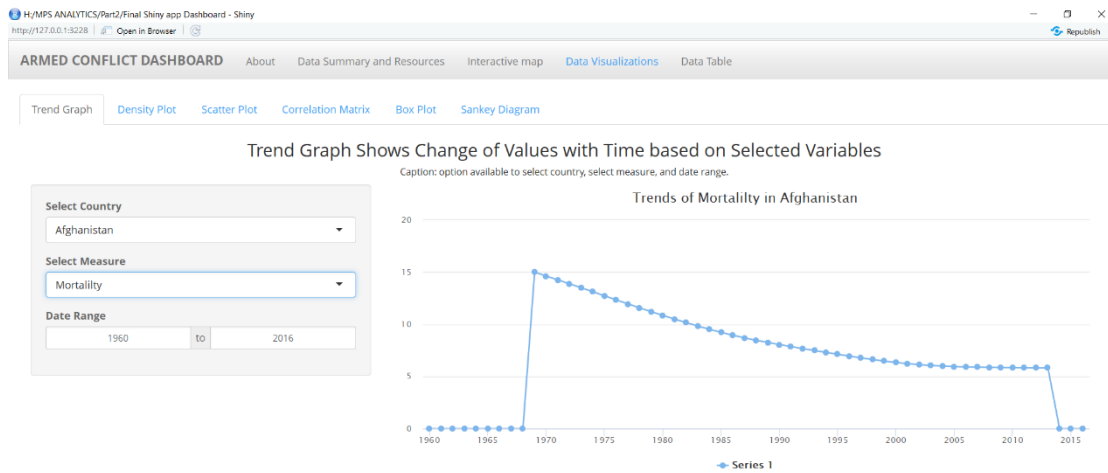 H:/MPS ANALYTICS/Part2/Final Shiny app Dashboard - Shiny
http://127.0.0.1:3228 Open in Browser Republish
ARMED CONFLICT DASHBOARD About Data Summary and Resources Interactive map Data Visualizations Data Table
Trend Graph Density Plot Scatter Plot Correlation Matrix Box Plot Sankey Diagram
Trend Graph Shows Change of Values with Time based on Selected Variables
Caption: option available to select country, select measure, and date range.
Select Country
Afghanistan
Select Measure
Mortalilty
Date Range
1960 to 2016
Trends of Mortalilty in Afghanistan
20
15
10
5
0
1960 1965 1970 1975 1980 1985 1990 1995 2000 2005 2010 2015
Series 1